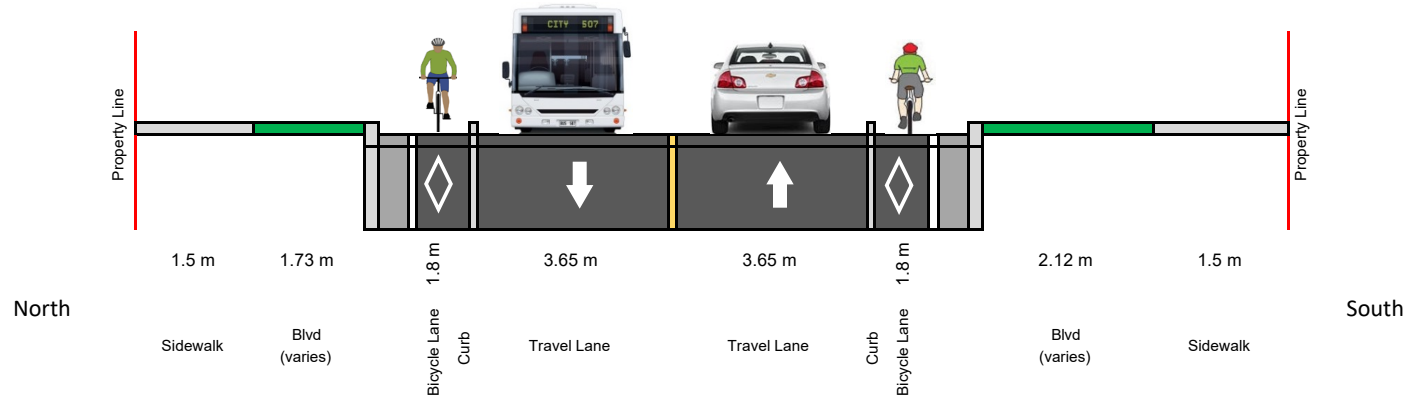 CITY 507
Property Line
Property Line
1.5 m
1.73 m
1.8 m
3.65 m
3.65 m
1.8 m
2.12 m
1.5 m
North
South
Sidewalk
Blvd
(varies)
Bicycle Lane
Curb
Travel Lane
Travel Lane
Curb
Bicycle Lane
Blvd
(varies)
Sidewalk